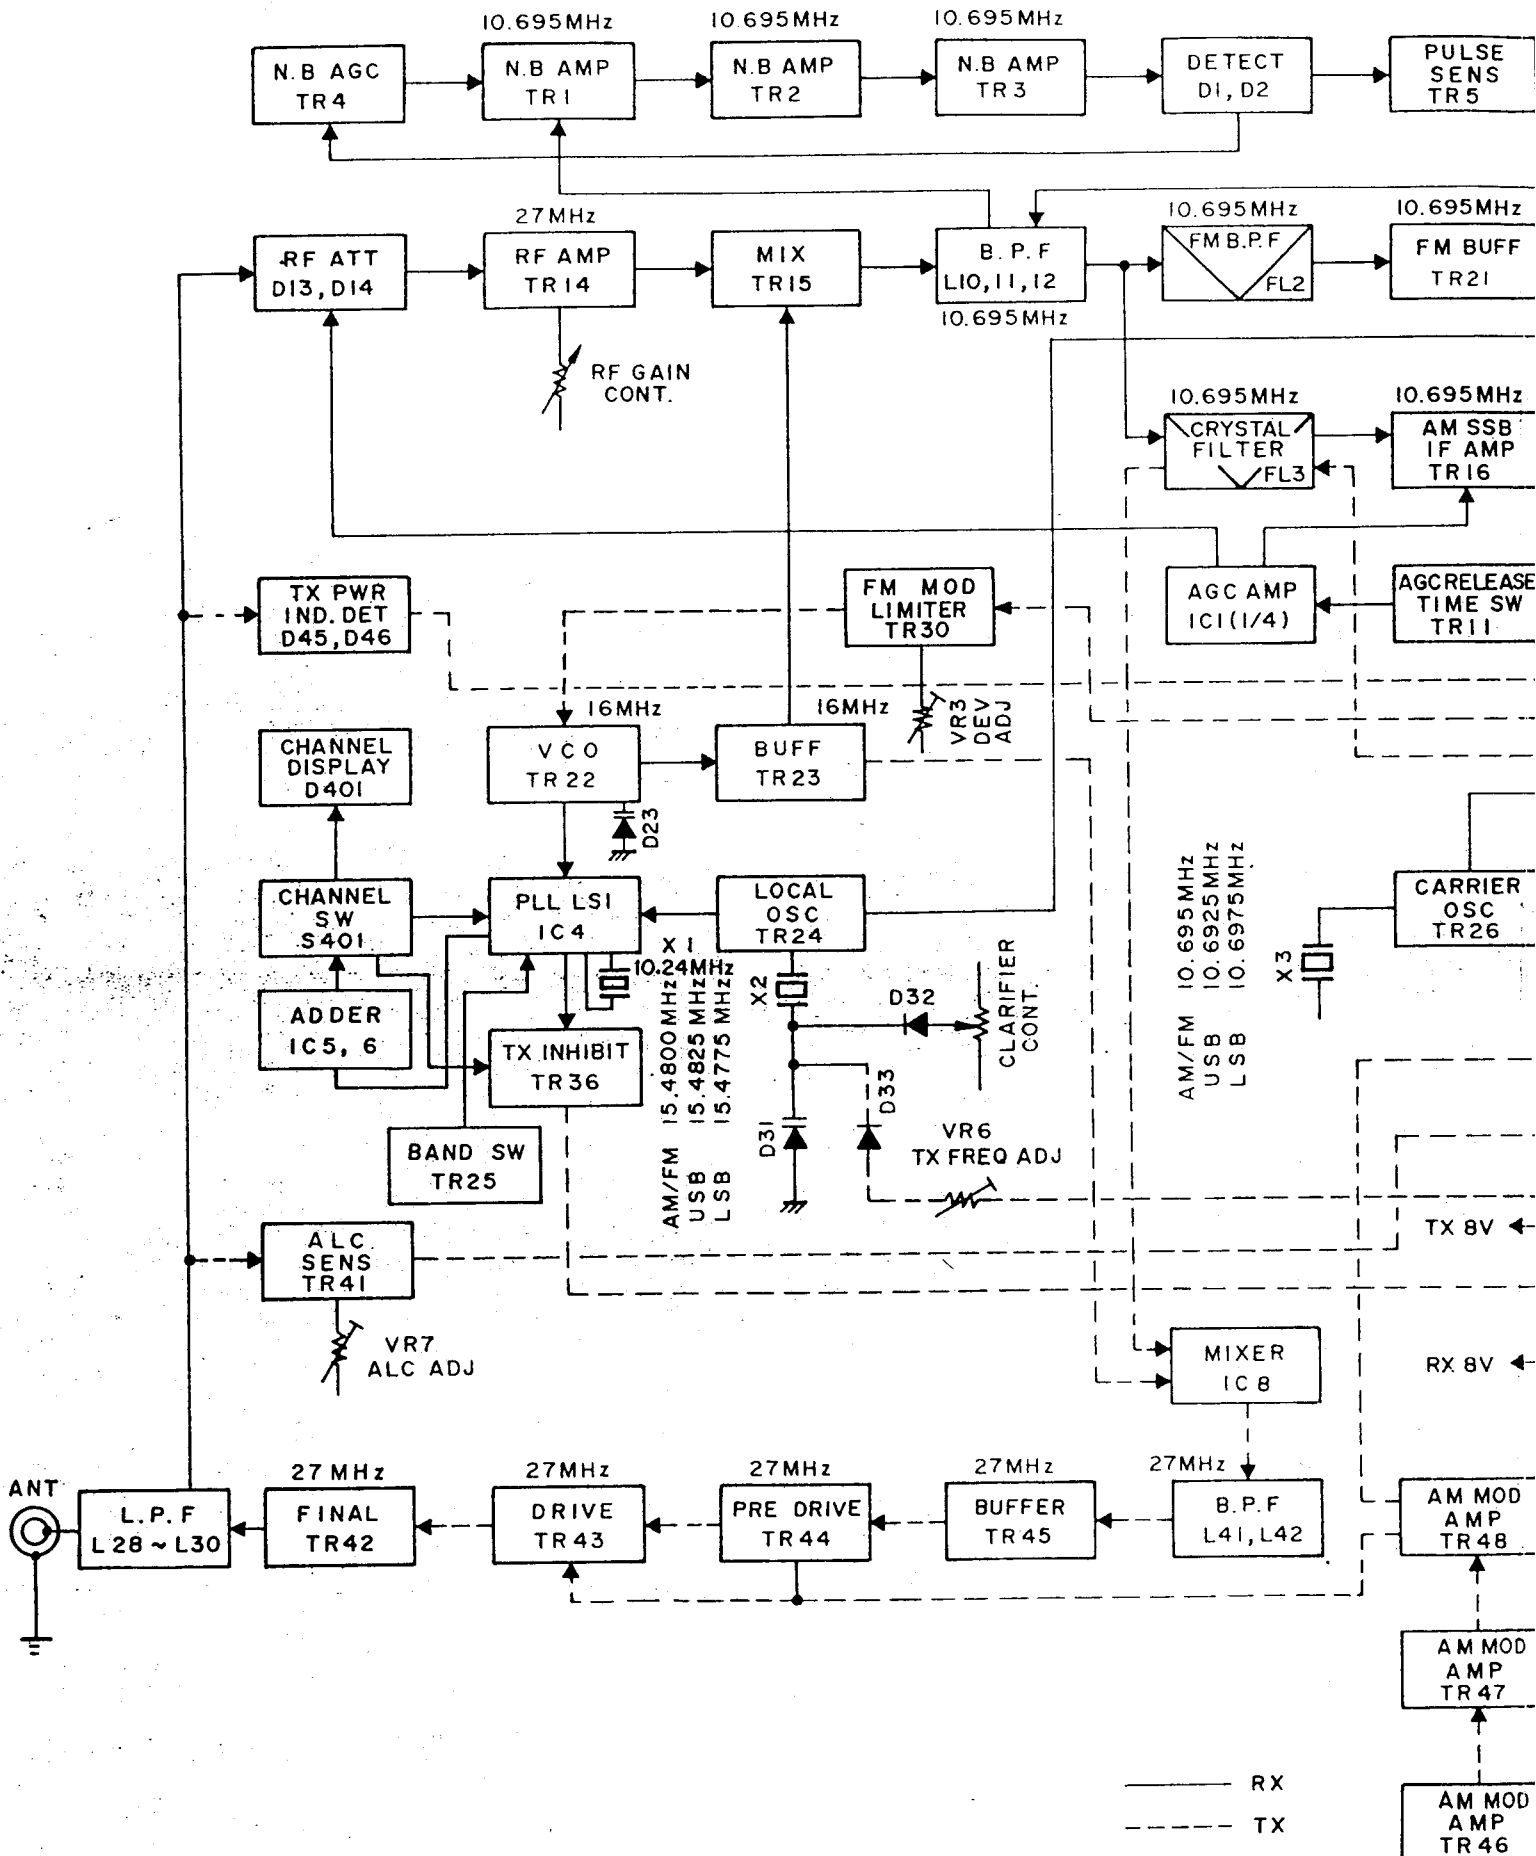 10.695MHz
10.695MHz
10.695MHz
N.B AGC
TR4
N.B AMP
TR1
N.B AMP
TR2
N.B AMP
TR3
DETECT
D1, D2
PULSE
SENS
TR5
27MHz
10.695MHz
10.695MHz
RF ATT
D13, D14
RF AMP
TR14
MIX
TR15
B.P.F
L10, 11, 12
10.695MHz
FM B.P.F
FL2
FM BUFF
TR21
RF GAIN
CONT.
10.695MHz
10.695MHz
CRYSTAL
FILTER
FL3
AM SSB
IF AMP
TR16
TX PWR
IND. DET
D45, D46
FM MOD
LIMITER
TR30
AGC AMP
IC1 (1/4)
AGC RELEASE
TIME SW
TR11
VR3
DEV
ADJ
16MHz
16MHz
CHANNEL
DISPLAY
D401
VCO
TR22
BUFF
TR23
D23
CHANNEL
SW
S401
PLL LSI
IC4
LOCAL
OSC
TR24
AM/FM 10.695MHz
USB 10.6925MHz
LSB 10.6975MHz
CARRIER
OSC
TR26
X3
X1
10.24MHz
X2
D32
CLARIFIER
CONT.
ADDER
IC5, 6
TX INHIBIT
TR36
AM/FM 15.4800MHz
USB 15.4825MHz
LSB 15.4775MHz
D31
D33
VR6
TX FREQ ADJ
BAND SW
TR25
TX 8V
ALC
SENS
TR41
VR7
ALC ADJ
MIXER
IC8
RX 8V
ANT
27MHz
27MHz
27MHz
27MHz
27MHz
L.P.F
L28 ~ L30
FINAL
TR42
DRIVE
TR43
PRE DRIVE
TR44
BUFFER
TR45
B.P.F
L41, L42
AM MOD
AMP
TR48
AM MOD
AMP
TR47
RX
TX
AM MOD
AMP
TR46